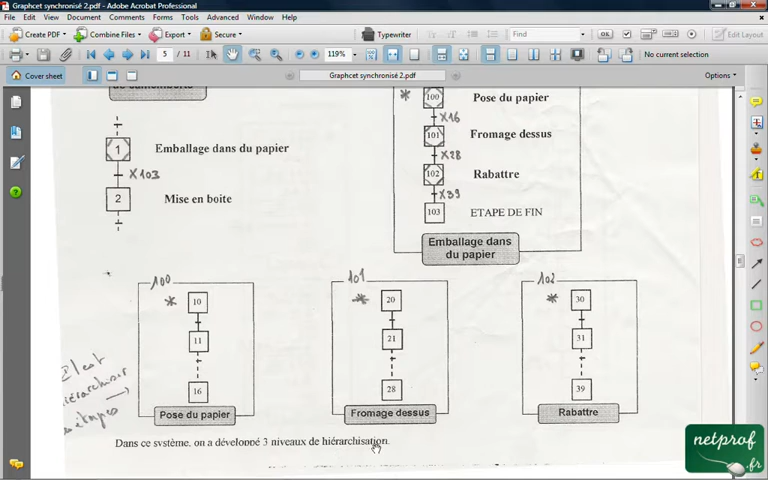 Graphcet synchronisé 2.pdf - Adobe Acrobat Professional
File Edit View Document Comments Forms Tools Advanced Window Help
Create PDF Combine Files Export Secure Typewriter Find Edit Layout
5 / 11 119% No current selection
Cover sheet Graphcet synchronisé 2.pdf Options
100 Pose du papier
X16
1 Emballage dans du papier
101 Fromage dessus
X28
X103
102 Rabattre
X39
2 Mise en boite
103 ETAPE DE FIN
Emballage dans
du papier
100 101 102
* 10 * 20 * 30
11 21 31
16 28 39
Pose du papier Fromage dessus Rabattre
Dans ce système, on a développé 3 niveaux de hiérarchisation.
netprof
.fr